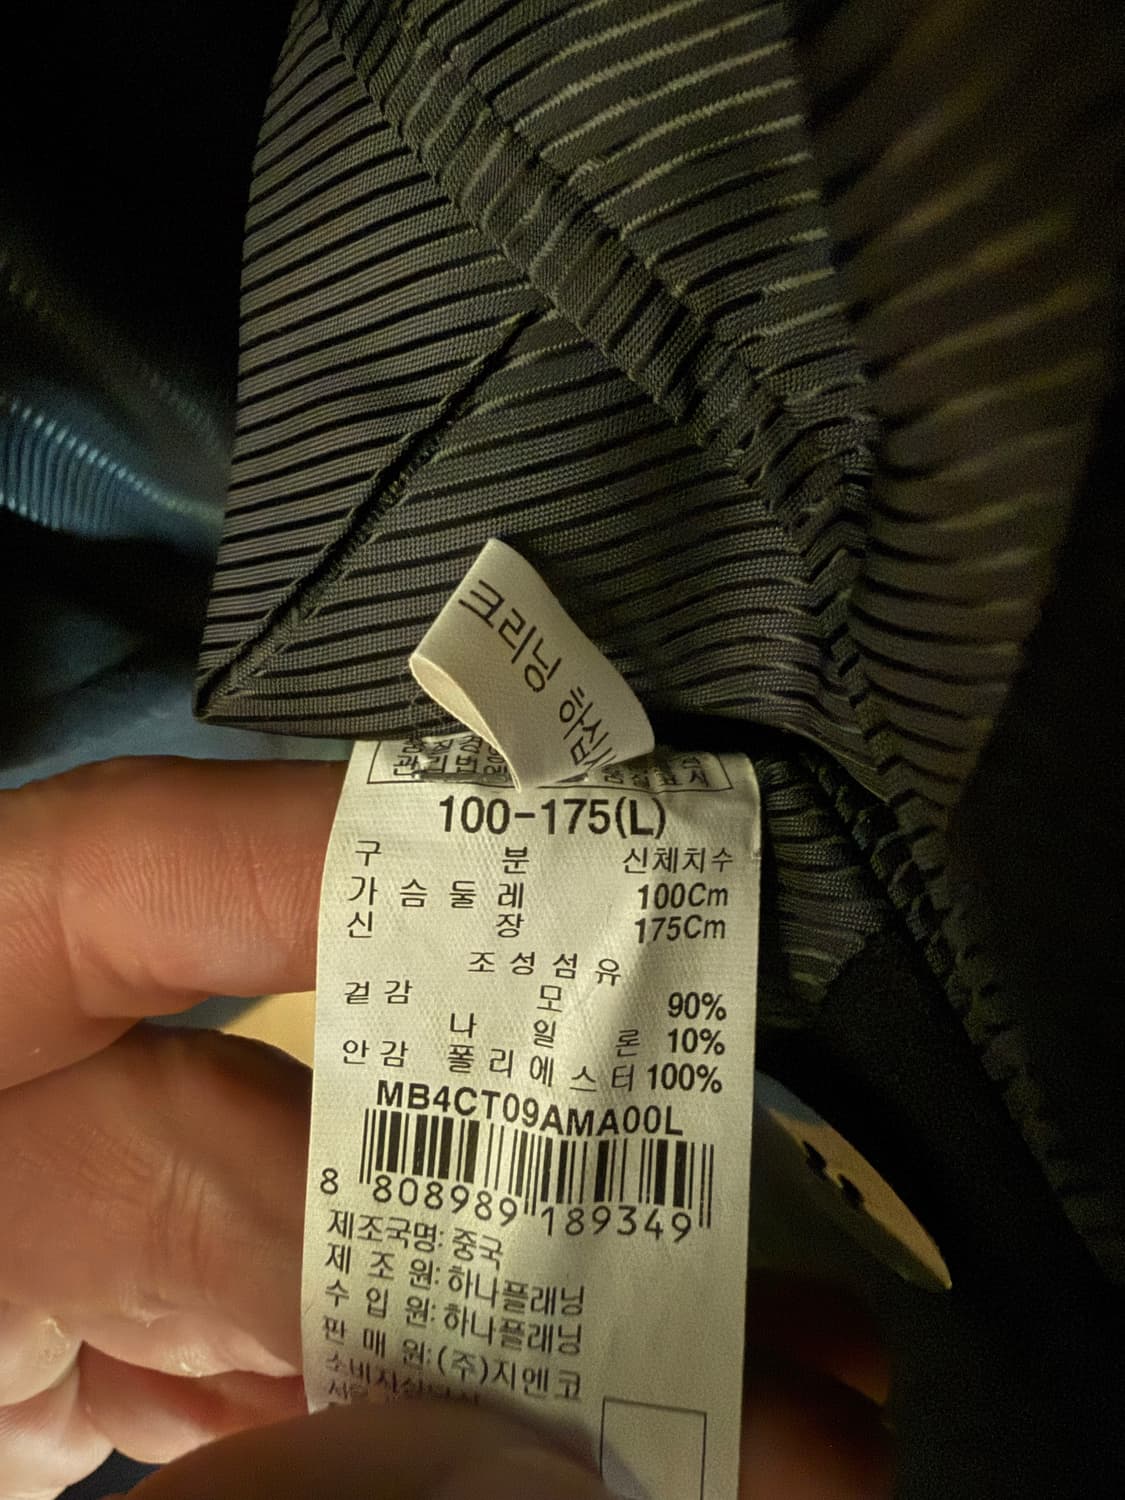 크리닝 하십
100-175(L)
구 분 신체치수
가 슴 둘 레 100Cm
신 장 175Cm
조 성 섬 유
겉 감 모 90%
나 일 론 10%
안 감 폴 리 에 스 터 100%
MB4CT09AMA00L
8 808989 189349
제조국명: 중국
제 조 원: 하나플래닝
수 입 원: 하나플래닝
판 매 원: (주)지엔코